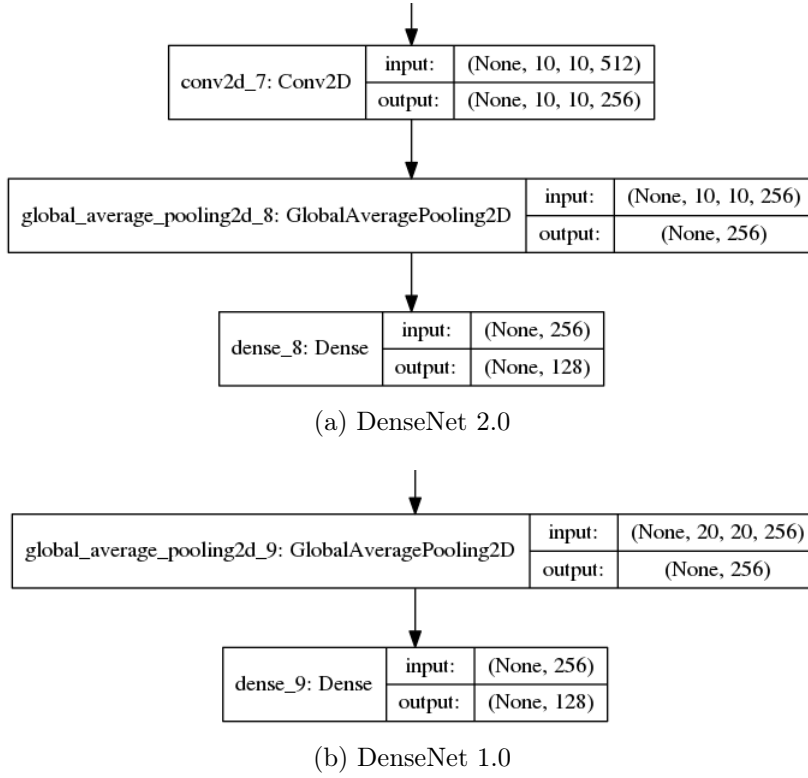 conv2d_7: Conv2D
input: (None, 10, 10, 512)
output: (None, 10, 10, 256)
global_average_pooling2d_8: GlobalAveragePooling2D
input: (None, 10, 10, 256)
output: (None, 256)
dense_8: Dense
input: (None, 256)
output: (None, 128)
(a) DenseNet 2.0
global_average_pooling2d_9: GlobalAveragePooling2D
input: (None, 20, 20, 256)
output: (None, 256)
dense_9: Dense
input: (None, 256)
output: (None, 128)
(b) DenseNet 1.0